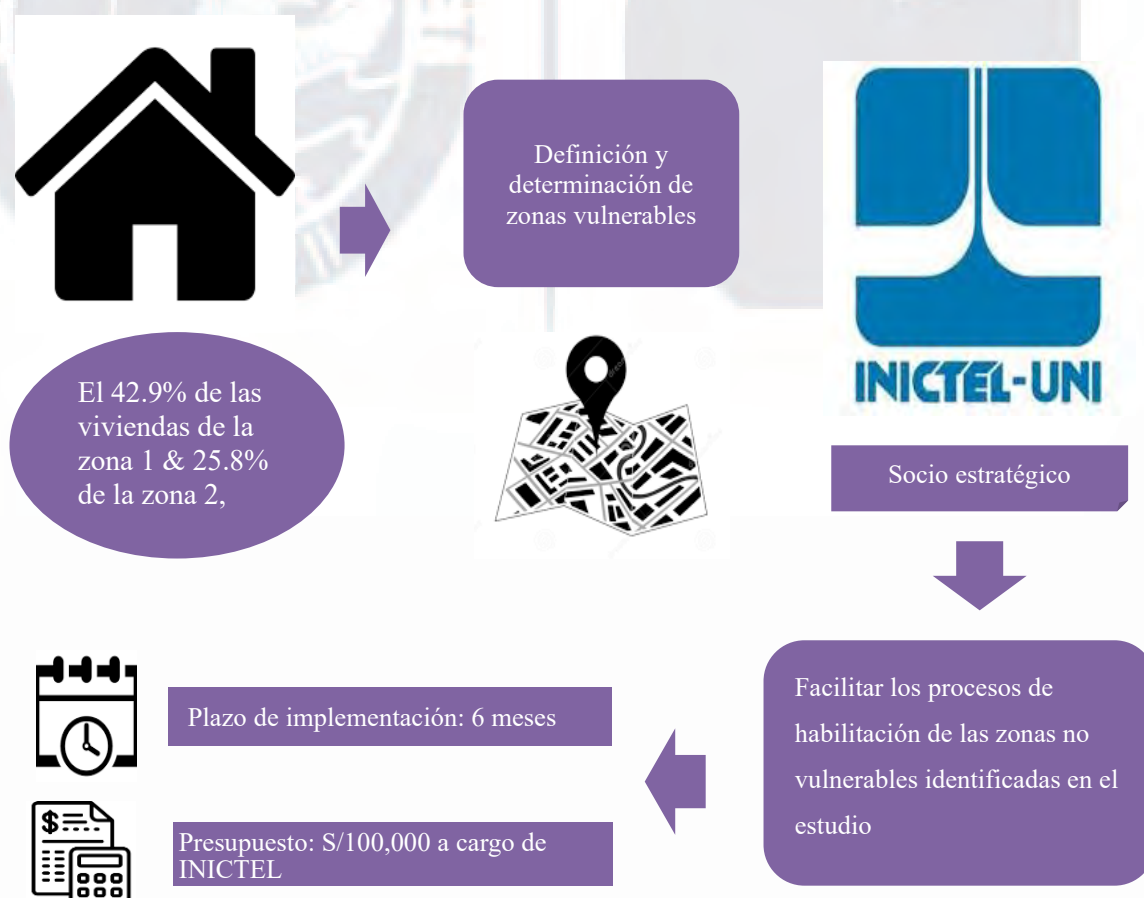 Definición y
determinación de
zonas vulnerables
INICTEL-UNI
El 42.9% de las
viviendas de la
zona 1 & 25.8%
de la zona 2,
Socio estratégico
Facilitar los procesos de
habilitación de las zonas no
vulnerables identificadas en el
estudio
Plazo de implementación: 6 meses
Presupuesto: S/100,000 a cargo de
INICTEL